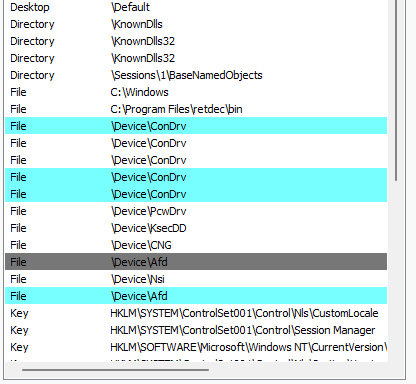 Desktop \Default
Directory \KnownDlls
Directory \KnownDlls32
Directory \KnownDlls32
Directory \Sessions\1\BaseNamedObjects
File C:\Windows
File C:\Program Files\retdec\bin
File \Device\ConDrv
File \Device\ConDrv
File \Device\ConDrv
File \Device\ConDrv
File \Device\ConDrv
File \Device\PcwDrv
File \Device\KsecDD
File \Device\CNG
File \Device\Afd
File \Device\Nsi
File \Device\Afd
Key HKLM\SYSTEM\ControlSet001\Control\Nls\CustomLocale
Key HKLM\SYSTEM\ControlSet001\Control\Session Manager
Key HKLM\SOFTWARE\Microsoft\Windows NT\CurrentVersion\